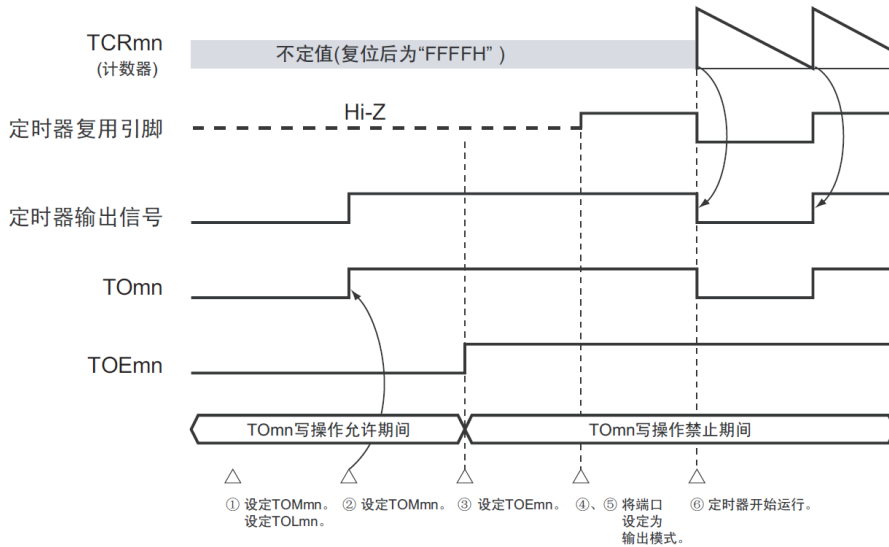 TCRmn
(计数器)
不定值(复位后为“FFFFH” )
Hi-Z
定时器复用引脚
定时器输出信号
TOmn
TOEmn
TOmn写操作允许期间
TOmn写操作禁止期间
① 设定TOMmn。
设定TOLmn。
② 设定TOMmn。
③ 设定TOEmn。
④、⑤ 将端口
设定为
输出模式。
⑥ 定时器开始运行。